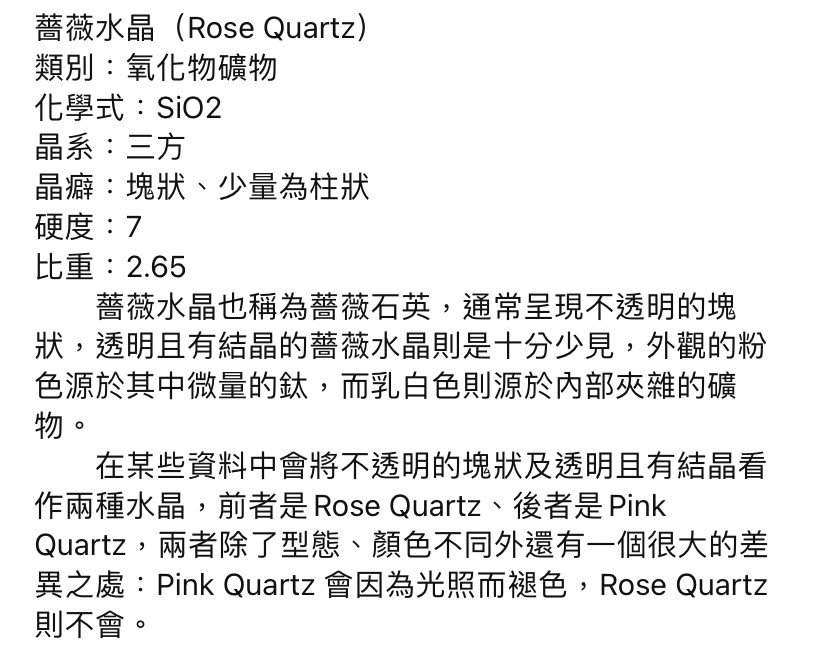 薔薇水晶（Rose Quartz）
類別：氧化物礦物
化學式：SiO2
晶系：三方
晶癖：塊狀、少量為柱狀
硬度：7
比重：2.65
　　薔薇水晶也稱為薔薇石英，通常呈現不透明的塊
狀，透明且有結晶的薔薇水晶則是十分少見，外觀的粉
色源於其中微量的鈦，而乳白色則源於內部夾雜的礦
物。
　　在某些資料中會將不透明的塊狀及透明且有結晶看
作兩種水晶，前者是Rose Quartz、後者是Pink
Quartz，兩者除了型態、顏色不同外還有一個很大的差
異之處：Pink Quartz 會因為光照而褪色，Rose Quartz
則不會。